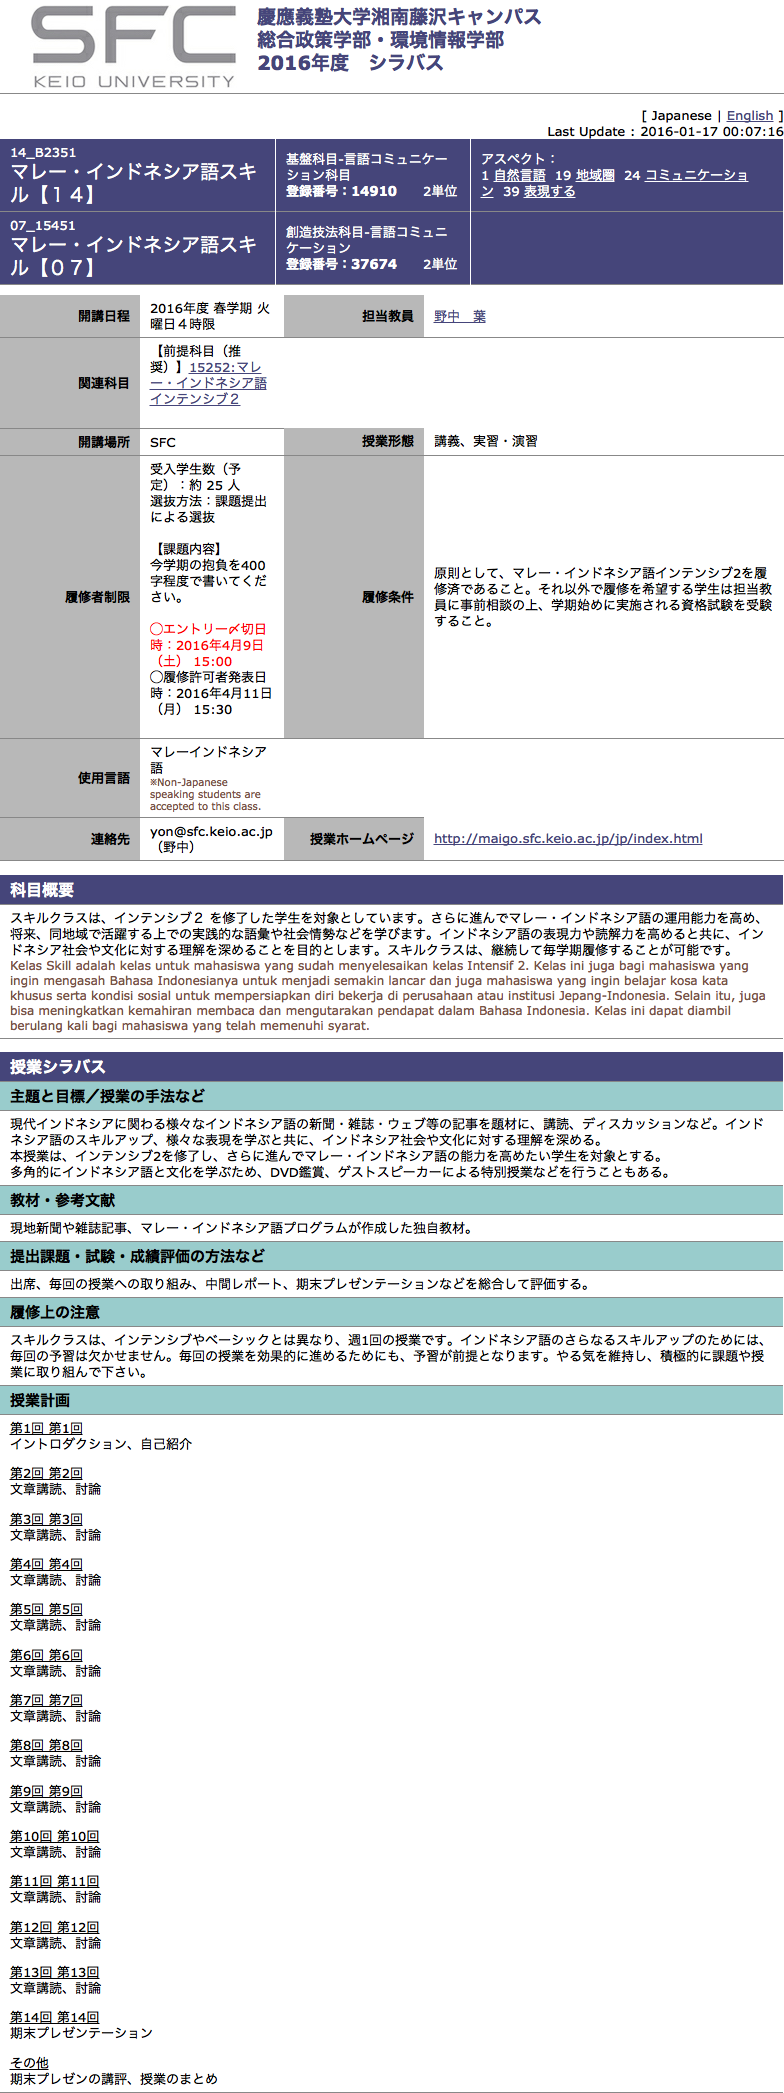 SFC
KEIO UNIVERSITY
慶應義塾大学湘南藤沢キャンパス
総合政策学部・環境情報学部
2016年度　シラバス
[ Japanese | English ]
Last Update : 2016-01-17 00:07:16
14_B2351
マレー・インドネシア語スキ
ル【１４】
基盤科目-言語コミュニケー
ション科目
登録番号：14910 2単位
アスペクト：
1 自然言語 19 地域圏 24 コミュニケーショ
ン 39 表現する
07_15451
マレー・インドネシア語スキ
ル【０７】
創造技法科目-言語コミュニ
ケーション
登録番号：37674 2単位
開講日程
2016年度 春学期 火
曜日４時限
担当教員
野中　葉
関連科目
【前提科目（推
奨）】15252:マレ
ー・インドネシア語
インテンシブ２
開講場所
SFC
授業形態
講義、実習・演習
履修者制限
受入学生数（予
定）：約 25 人
選抜方法：課題提出
による選抜
【課題内容】
今学期の抱負を400
字程度で書いてくだ
さい。
◯エントリー〆切日
時：2016年4月9日
（土） 15:00
◯履修許可者発表日
時：2016年4月11日
（月） 15:30
履修条件
原則として、マレー・インドネシア語インテンシブ2を履
修済であること。それ以外で履修を希望する学生は担当教
員に事前相談の上、学期始めに実施される資格試験を受験
すること。
使用言語
マレーインドネシア
語
※Non-Japanese
speaking students are
accepted to this class.
連絡先
yon@sfc.keio.ac.jp
（野中）
授業ホームページ
http://maigo.sfc.keio.ac.jp/jp/index.html
科目概要
スキルクラスは、インテンシブ２ を修了した学生を対象としています。さらに進んでマレー・インドネシア語の運用能力を高め、
将来、同地域で活躍する上での実践的な語彙や社会情勢などを学びます。インドネシア語の表現力や読解力を高めると共に、イン
ドネシア社会や文化に対する理解を深めることを目的とします。スキルクラスは、継続して毎学期履修することが可能です。
Kelas Skill adalah kelas untuk mahasiswa yang sudah menyelesaikan kelas Intensif 2. Kelas ini juga bagi mahasiswa yang
ingin mengasah Bahasa Indonesianya untuk menjadi semakin lancar dan juga mahasiswa yang ingin belajar kosa kata
khusus serta kondisi sosial untuk mempersiapkan diri bekerja di perusahaan atau institusi Jepang-Indonesia. Selain itu, juga
bisa meningkatkan kemahiran membaca dan mengutarakan pendapat dalam Bahasa Indonesia. Kelas ini dapat diambil
berulang kali bagi mahasiswa yang telah memenuhi syarat.
授業シラバス
主題と目標／授業の手法など
現代インドネシアに関わる様々なインドネシア語の新聞・雑誌・ウェブ等の記事を題材に、講読、ディスカッションなど。インド
ネシア語のスキルアップ、様々な表現を学ぶと共に、インドネシア社会や文化に対する理解を深める。
本授業は、インテンシブ2を修了し、さらに進んでマレー・インドネシア語の能力を高めたい学生を対象とする。
多角的にインドネシア語と文化を学ぶため、DVD鑑賞、ゲストスピーカーによる特別授業などを行うこともある。
教材・参考文献
現地新聞や雑誌記事、マレー・インドネシア語プログラムが作成した独自教材。
提出課題・試験・成績評価の方法など
出席、毎回の授業への取り組み、中間レポート、期末プレゼンテーションなどを総合して評価する。
履修上の注意
スキルクラスは、インテンシブやベーシックとは異なり、週1回の授業です。インドネシア語のさらなるスキルアップのためには、
毎回の予習は欠かせません。毎回の授業を効果的に進めるためにも、予習が前提となります。やる気を維持し、積極的に課題や授
業に取り組んで下さい。
授業計画
第1回 第1回
イントロダクション、自己紹介
第2回 第2回
文章講読、討論
第3回 第3回
文章講読、討論
第4回 第4回
文章講読、討論
第5回 第5回
文章講読、討論
第6回 第6回
文章講読、討論
第7回 第7回
文章講読、討論
第8回 第8回
文章講読、討論
第9回 第9回
文章講読、討論
第10回 第10回
文章講読、討論
第11回 第11回
文章講読、討論
第12回 第12回
文章講読、討論
第13回 第13回
文章講読、討論
第14回 第14回
期末プレゼンテーション
その他
期末プレゼンの講評、授業のまとめ